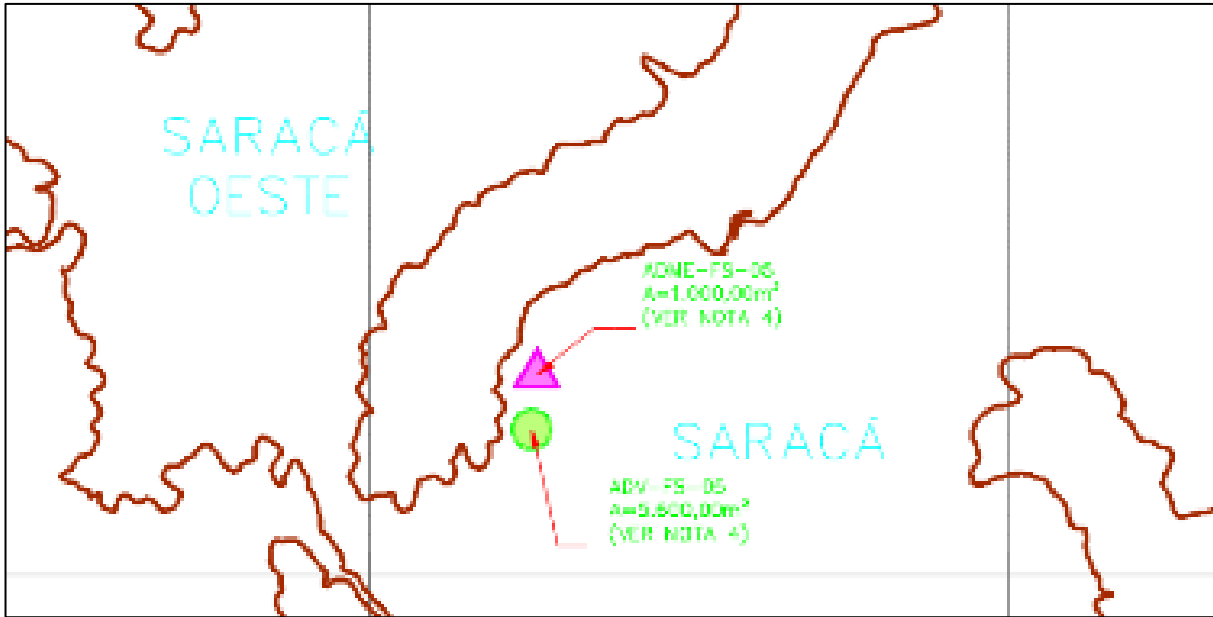 SARACÁ
OESTE
ADME-FS-06
A=1.000,00m²
(VER NOTA 4)
SARACÁ
ADV-FS-06
A=5.600,00m²
(VER NOTA 4)